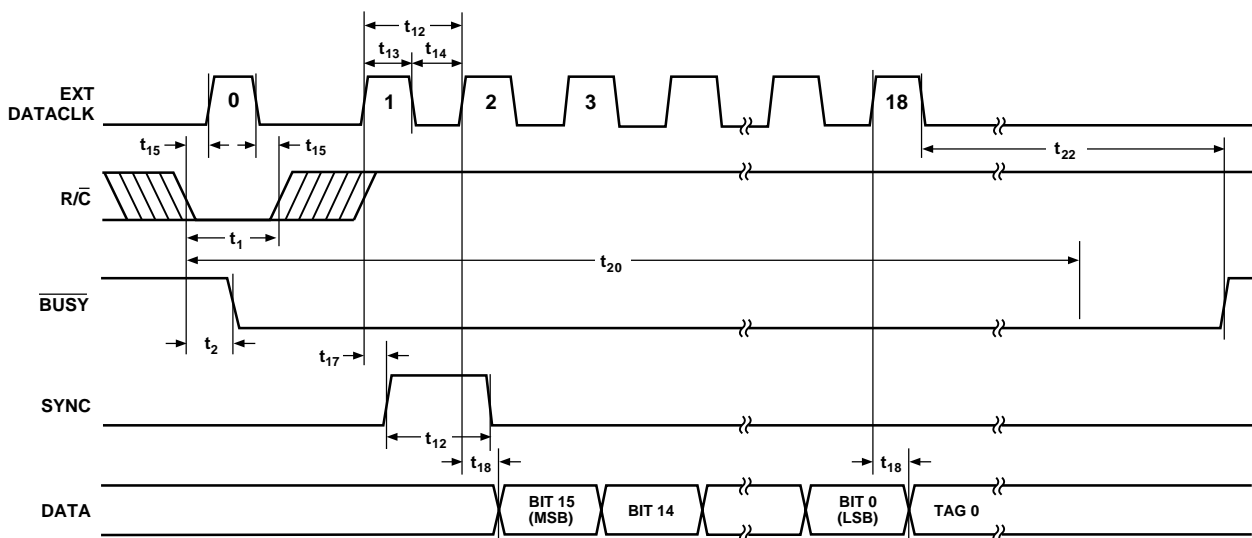 t12
t13 t14
EXT
DATACLK
0 1 2 3 18
t15 t15
t22
R/C̅
t1
t20
B̅U̅S̅Y̅
t2
t17
SYNC
t12
t18 t18
DATA
BIT 15
(MSB)
BIT 14
BIT 0
(LSB)
TAG 0